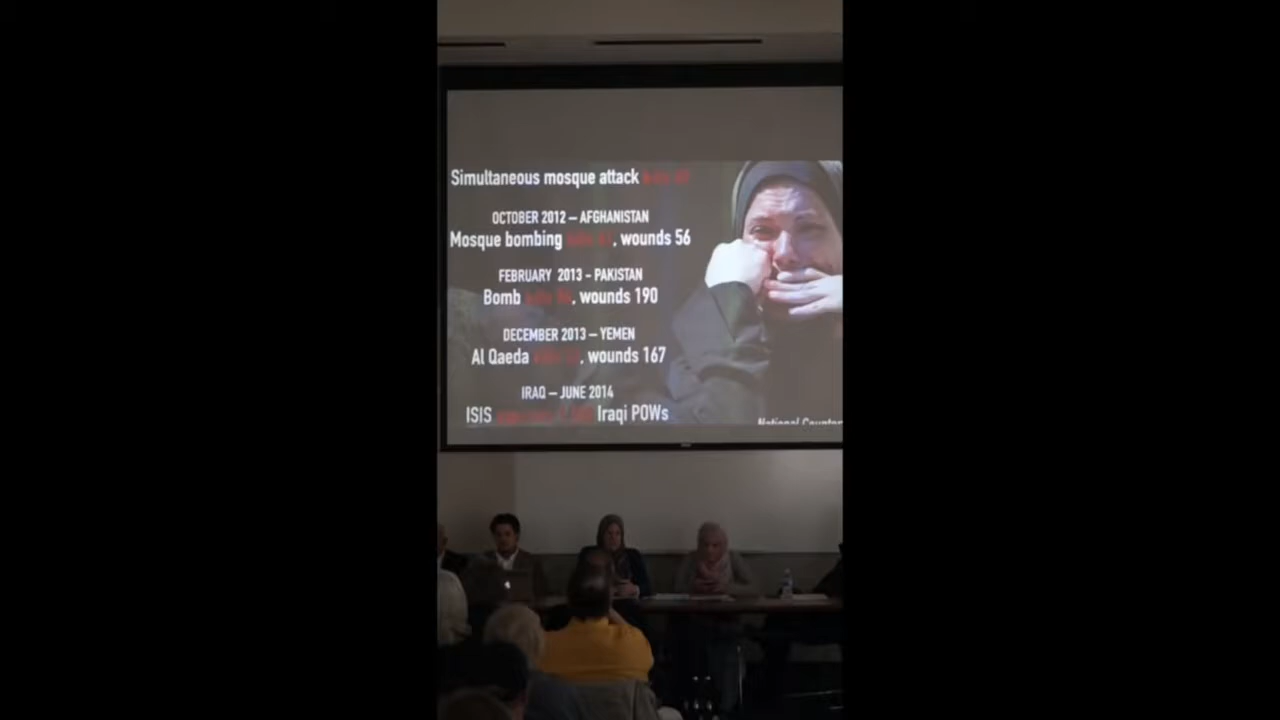 Simultaneous mosque attack
OCTOBER 2012 – AFGHANISTAN
Mosque bombing , wounds 56
FEBRUARY 2013 - PAKISTAN
Bomb , wounds 190
DECEMBER 2013 – YEMEN
Al Qaeda , wounds 167
IRAQ – JUNE 2014
ISIS Iraqi POWs
National